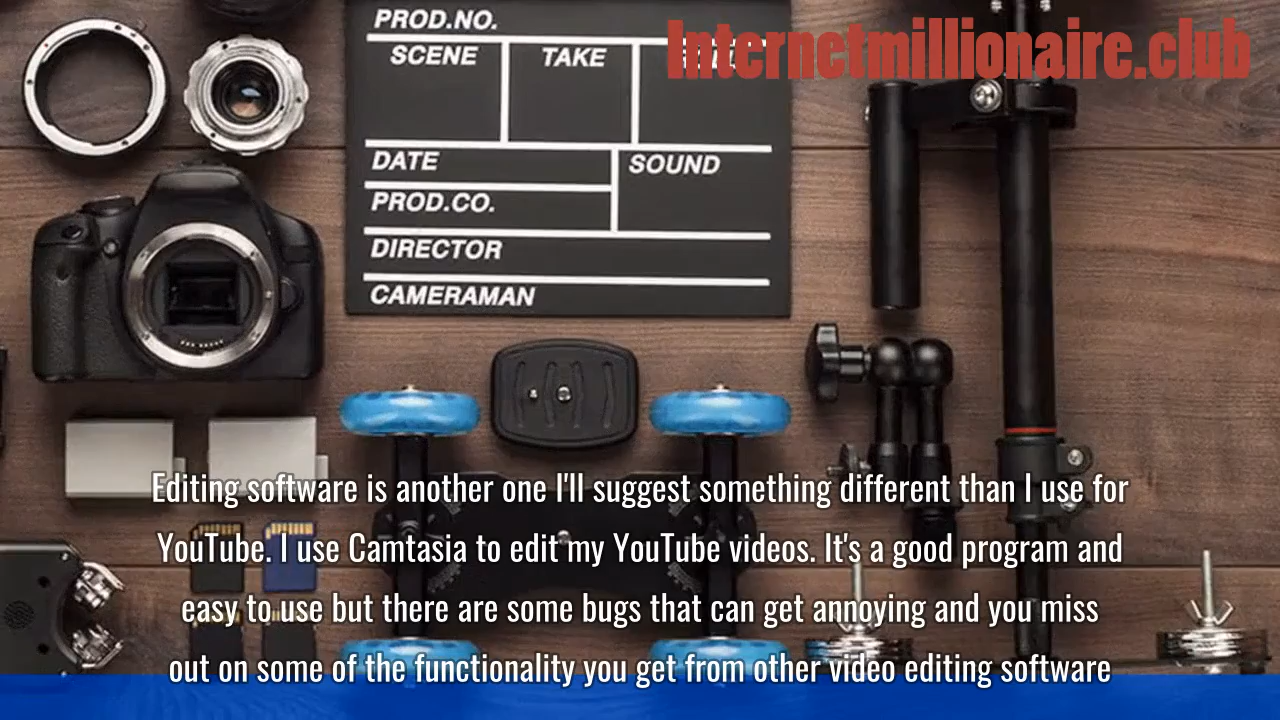 PROD.NO.
Internetmillionaire.club
SCENE TAKE
DATE SOUND
PROD.CO.
DIRECTOR
CAMERAMAN
Editing software is another one I'll suggest something different than I use for
YouTube. I use Camtasia to edit my YouTube videos. It's a good program and
easy to use but there are some bugs that can get annoying and you miss
out on some of the functionality you get from other video editing software